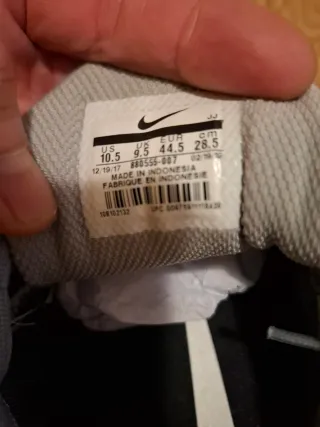 US UK EUR cm
10.5 9.5 44.5 28.5
12/19/17 880555-007
MADE IN INDONESIA
FABRIQUE EN INDONESIE